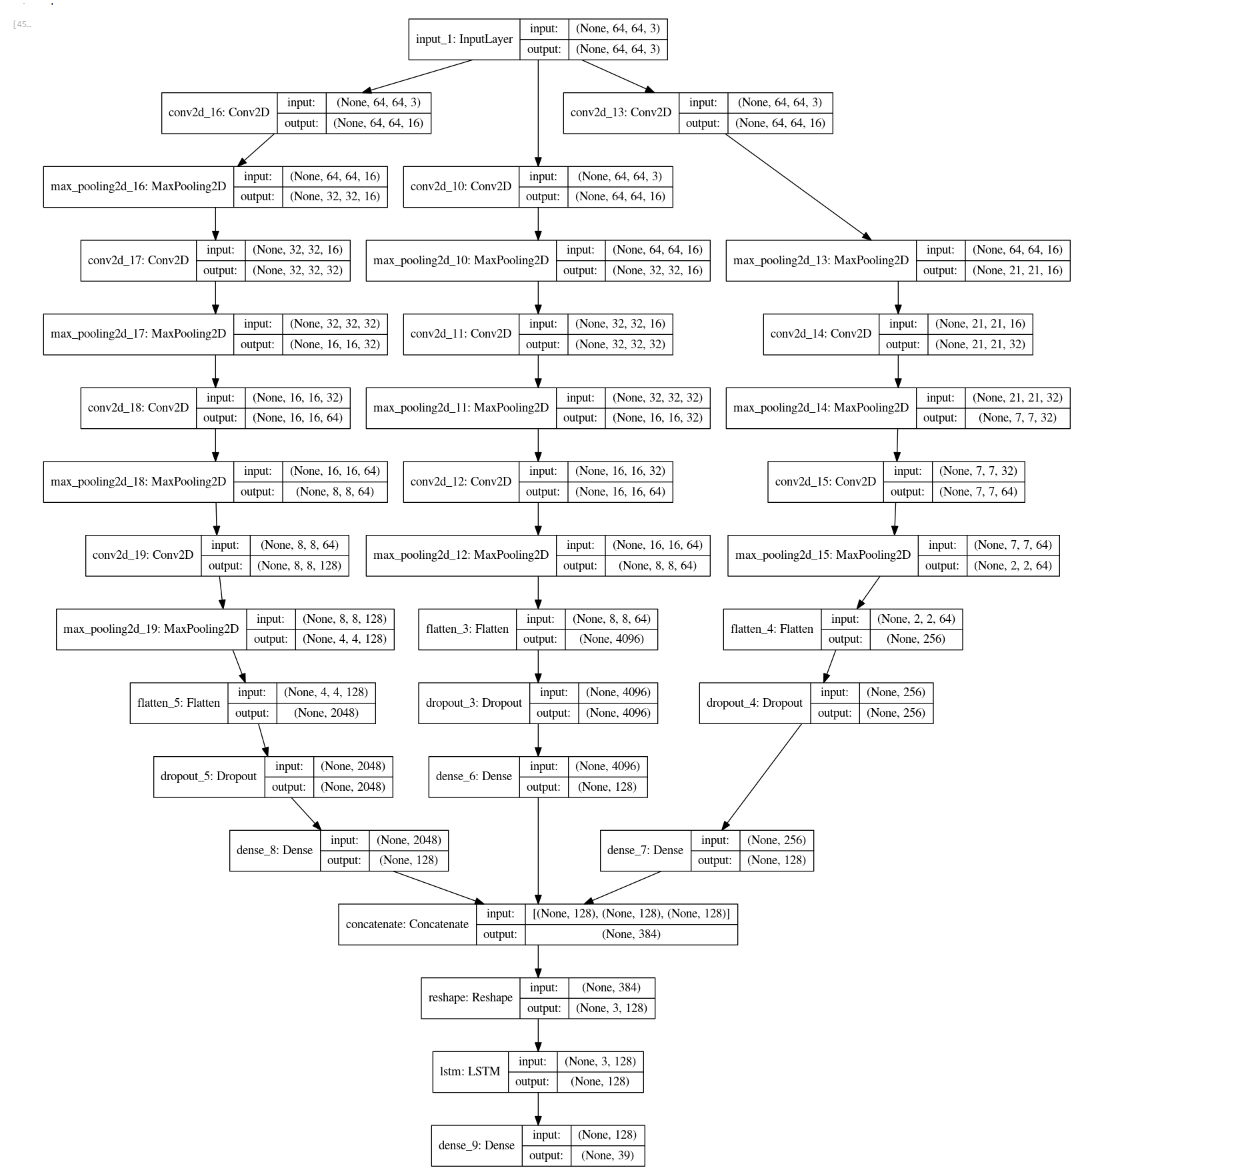 [45...
input_1: InputLayer input: (None, 64, 64, 3)
output: (None, 64, 64, 3)
conv2d_16: Conv2D input: (None, 64, 64, 3)
output: (None, 64, 64, 16)
conv2d_13: Conv2D input: (None, 64, 64, 3)
output: (None, 64, 64, 16)
max_pooling2d_16: MaxPooling2D input: (None, 64, 64, 16)
output: (None, 32, 32, 16)
conv2d_10: Conv2D input: (None, 64, 64, 3)
output: (None, 64, 64, 16)
conv2d_17: Conv2D input: (None, 32, 32, 16)
output: (None, 32, 32, 32)
max_pooling2d_10: MaxPooling2D input: (None, 64, 64, 16)
output: (None, 32, 32, 16)
max_pooling2d_13: MaxPooling2D input: (None, 64, 64, 16)
output: (None, 21, 21, 16)
max_pooling2d_17: MaxPooling2D input: (None, 32, 32, 32)
output: (None, 16, 16, 32)
conv2d_11: Conv2D input: (None, 32, 32, 16)
output: (None, 32, 32, 32)
conv2d_14: Conv2D input: (None, 21, 21, 16)
output: (None, 21, 21, 32)
conv2d_18: Conv2D input: (None, 16, 16, 32)
output: (None, 16, 16, 64)
max_pooling2d_11: MaxPooling2D input: (None, 32, 32, 32)
output: (None, 16, 16, 32)
max_pooling2d_14: MaxPooling2D input: (None, 21, 21, 32)
output: (None, 7, 7, 32)
max_pooling2d_18: MaxPooling2D input: (None, 16, 16, 64)
output: (None, 8, 8, 64)
conv2d_12: Conv2D input: (None, 16, 16, 32)
output: (None, 16, 16, 64)
conv2d_15: Conv2D input: (None, 7, 7, 32)
output: (None, 7, 7, 64)
conv2d_19: Conv2D input: (None, 8, 8, 64)
output: (None, 8, 8, 128)
max_pooling2d_12: MaxPooling2D input: (None, 16, 16, 64)
output: (None, 8, 8, 64)
max_pooling2d_15: MaxPooling2D input: (None, 7, 7, 64)
output: (None, 2, 2, 64)
max_pooling2d_19: MaxPooling2D input: (None, 8, 8, 128)
output: (None, 4, 4, 128)
flatten_3: Flatten input: (None, 8, 8, 64)
output: (None, 4096)
flatten_4: Flatten input: (None, 2, 2, 64)
output: (None, 256)
flatten_5: Flatten input: (None, 4, 4, 128)
output: (None, 2048)
dropout_3: Dropout input: (None, 4096)
output: (None, 4096)
dropout_4: Dropout input: (None, 256)
output: (None, 256)
dropout_5: Dropout input: (None, 2048)
output: (None, 2048)
dense_6: Dense input: (None, 4096)
output: (None, 128)
dense_8: Dense input: (None, 2048)
output: (None, 128)
dense_7: Dense input: (None, 256)
output: (None, 128)
concatenate: Concatenate input: [(None, 128), (None, 128), (None, 128)]
output: (None, 384)
reshape: Reshape input: (None, 384)
output: (None, 3, 128)
lstm: LSTM input: (None, 3, 128)
output: (None, 128)
dense_9: Dense input: (None, 128)
output: (None, 39)